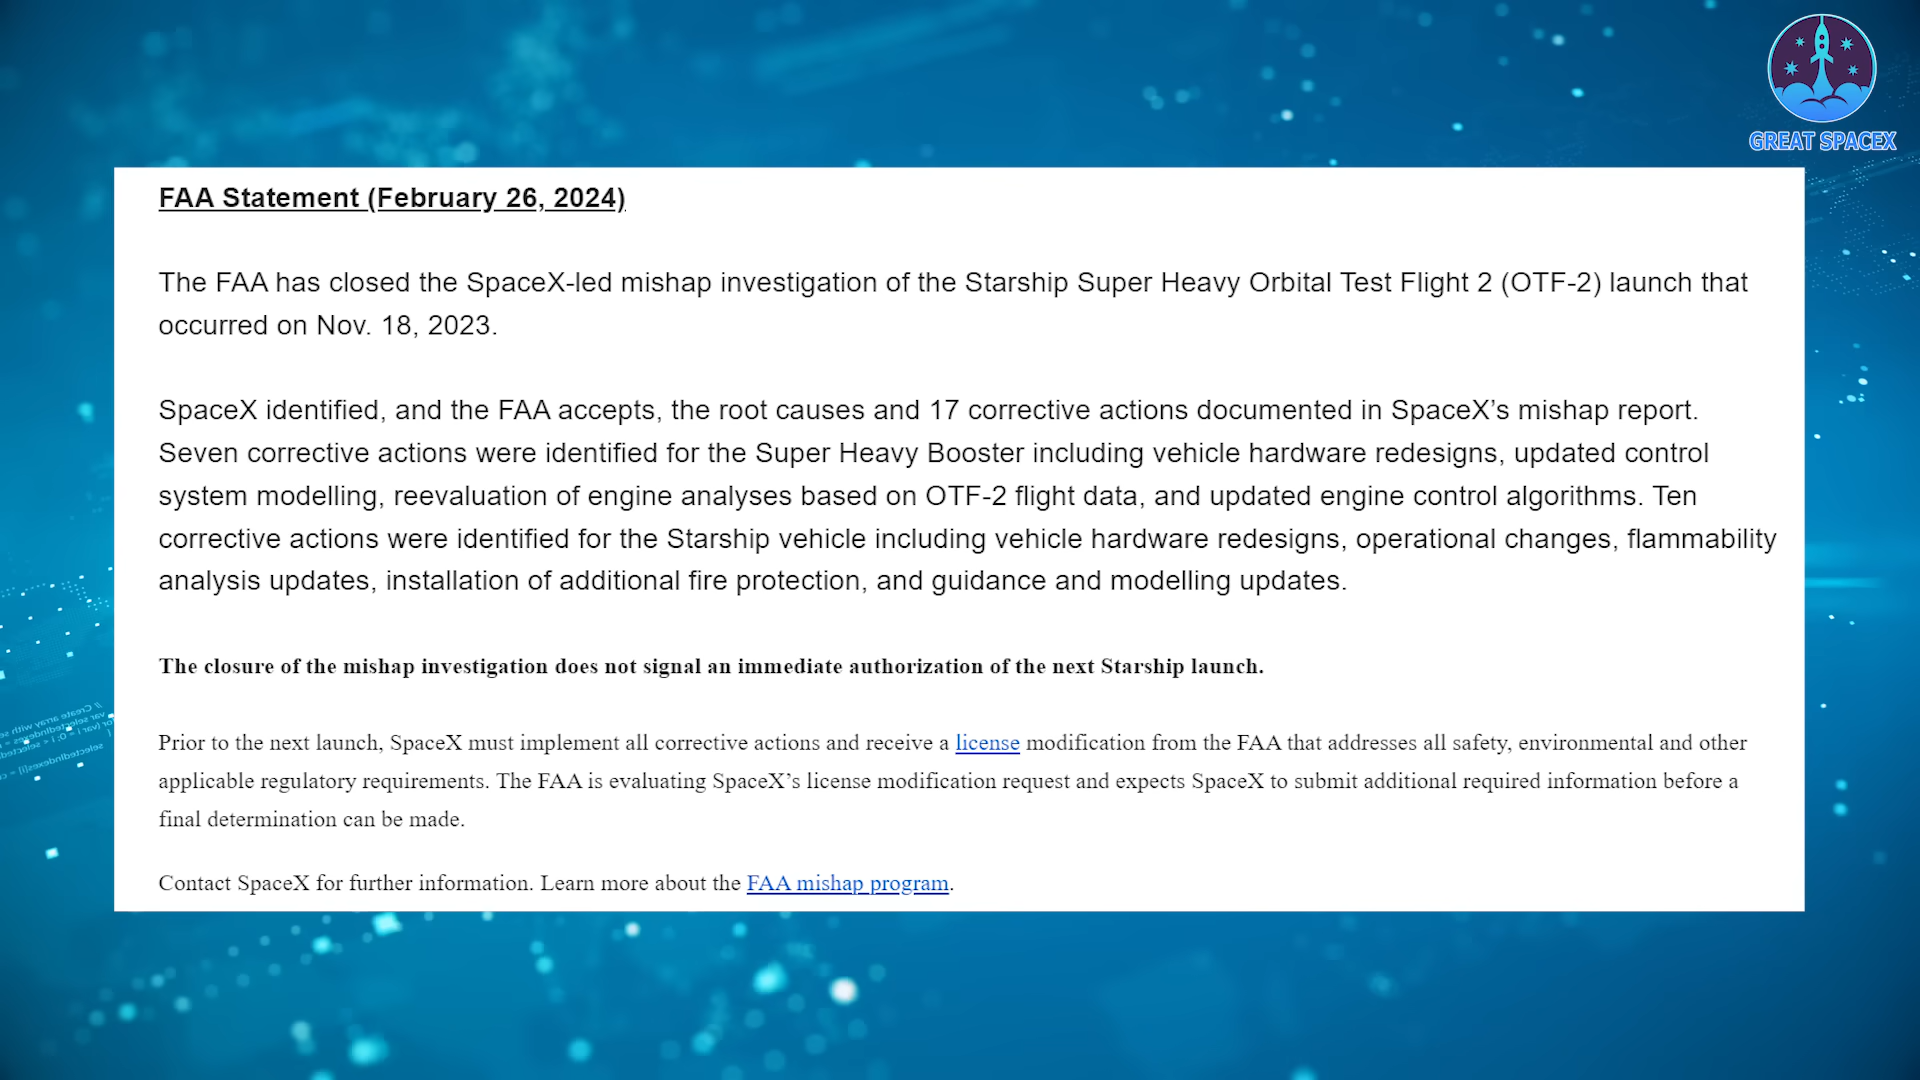 GREAT SPACEX
FAA Statement (February 26, 2024)
The FAA has closed the SpaceX-led mishap investigation of the Starship Super Heavy Orbital Test Flight 2 (OTF-2) launch that
occurred on Nov. 18, 2023.
SpaceX identified, and the FAA accepts, the root causes and 17 corrective actions documented in SpaceX’s mishap report.
Seven corrective actions were identified for the Super Heavy Booster including vehicle hardware redesigns, updated control
system modelling, reevaluation of engine analyses based on OTF-2 flight data, and updated engine control algorithms. Ten
corrective actions were identified for the Starship vehicle including vehicle hardware redesigns, operational changes, flammability
analysis updates, installation of additional fire protection, and guidance and modelling updates.
The closure of the mishap investigation does not signal an immediate authorization of the next Starship launch.
Prior to the next launch, SpaceX must implement all corrective actions and receive a license modification from the FAA that addresses all safety, environmental and other
applicable regulatory requirements. The FAA is evaluating SpaceX’s license modification request and expects SpaceX to submit additional required information before a
final determination can be made.
Contact SpaceX for further information. Learn more about the FAA mishap program.